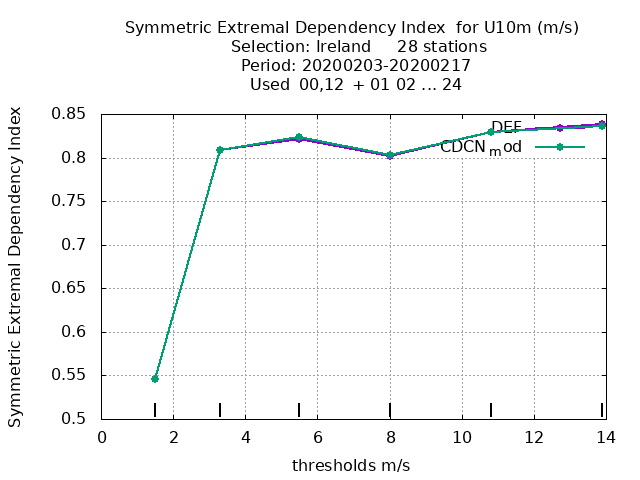 Symmetric Extremal Dependency Index for U10m (m/s)
Selection: Ireland 28 stations
Period: 20200203-20200217
Used 00,12 + 01 02 ... 24
Symmetric Extremal Dependency Index
0.85
0.8
0.75
0.7
0.65
0.6
0.55
0.5
DEF
CDCNmod
0 2 4 6 8 10 12 14
thresholds m/s